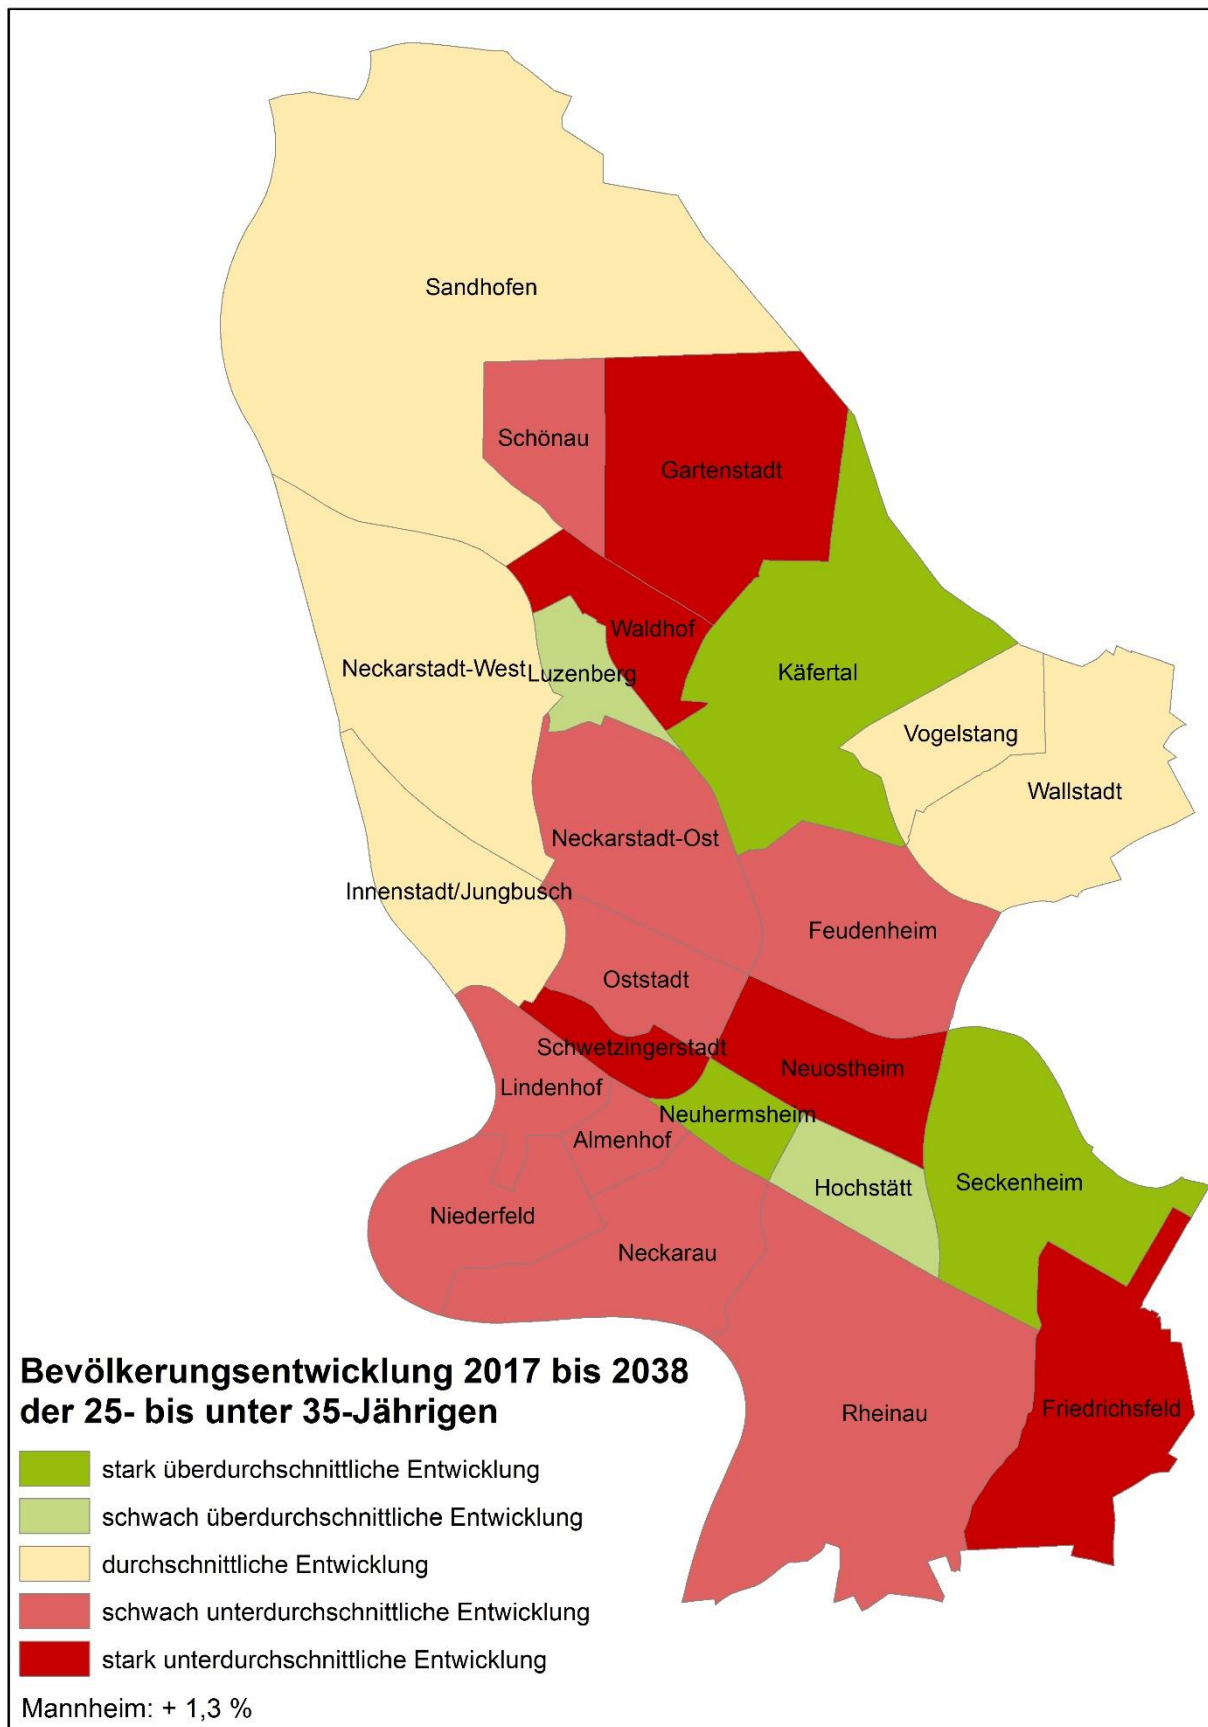 Sandhofen
Schönau
Gartenstadt
Waldhof
Neckarstadt-West
Luzenberg
Käfertal
Vogelstang
Wallstadt
Neckarstadt-Ost
Innenstadt/Jungbusch
Feudenheim
Oststadt
Schwetzingerstadt
Neuostheim
Lindenhof
Neuhermsheim
Almenhof
Hochstätt
Seckenheim
Niederfeld
Neckarau
Rheinau
Friedrichsfeld
Bevölkerungsentwicklung 2017 bis 2038
der 25- bis unter 35-Jährigen
stark überdurchschnittliche Entwicklung
schwach überdurchschnittliche Entwicklung
durchschnittliche Entwicklung
schwach unterdurchschnittliche Entwicklung
stark unterdurchschnittliche Entwicklung
Mannheim: + 1,3 %